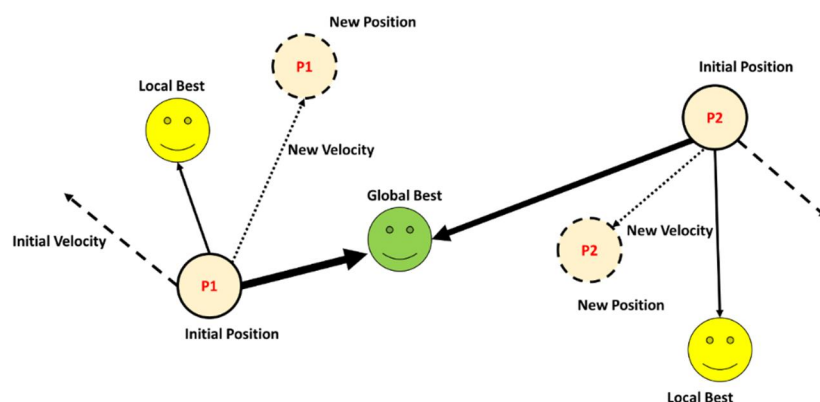 New Position
P1
Local Best
New Velocity
Initial Velocity
P1
Initial Position
Global Best
Initial Position
P2
New Velocity
P2
New Position
Local Best